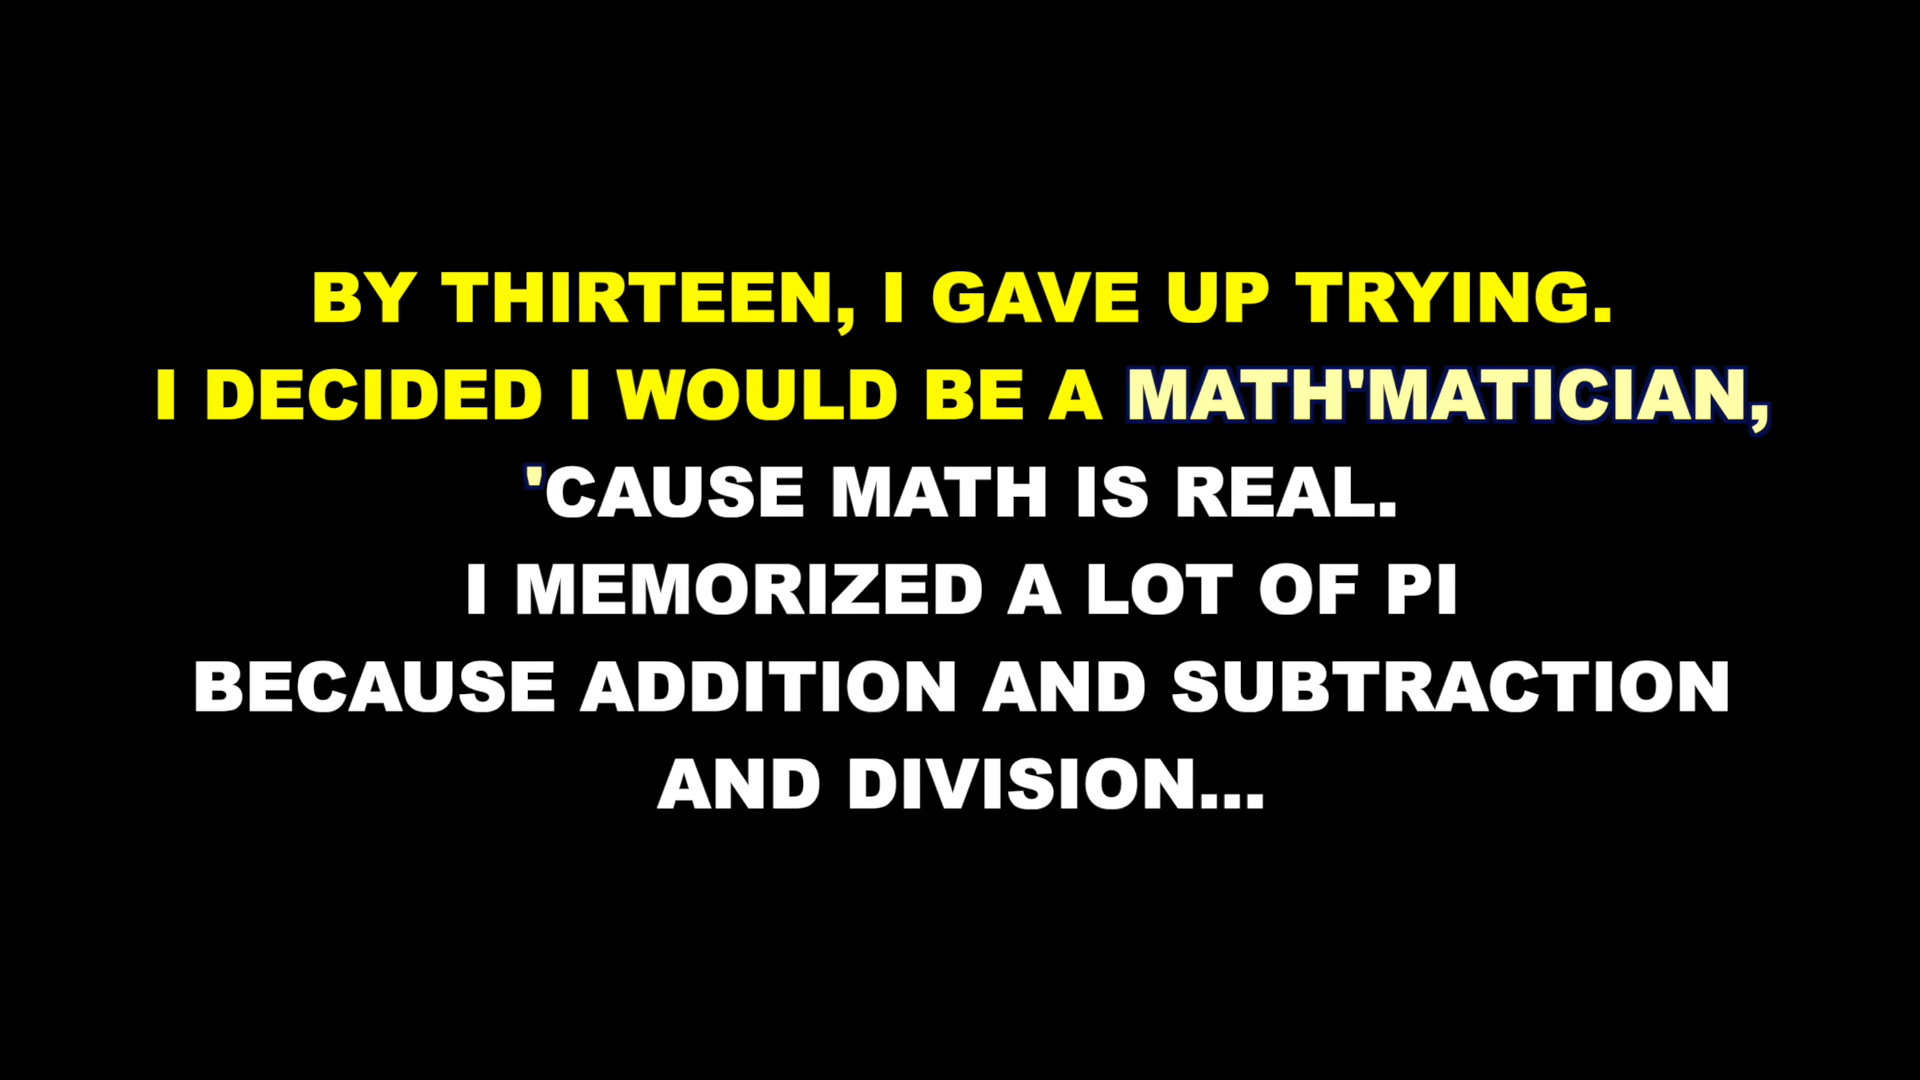 BY THIRTEEN, I GAVE UP TRYING.
I DECIDED I WOULD BE A MATH'MATICIAN,
'CAUSE MATH IS REAL.
I MEMORIZED A LOT OF PI
BECAUSE ADDITION AND SUBTRACTION
AND DIVISION...